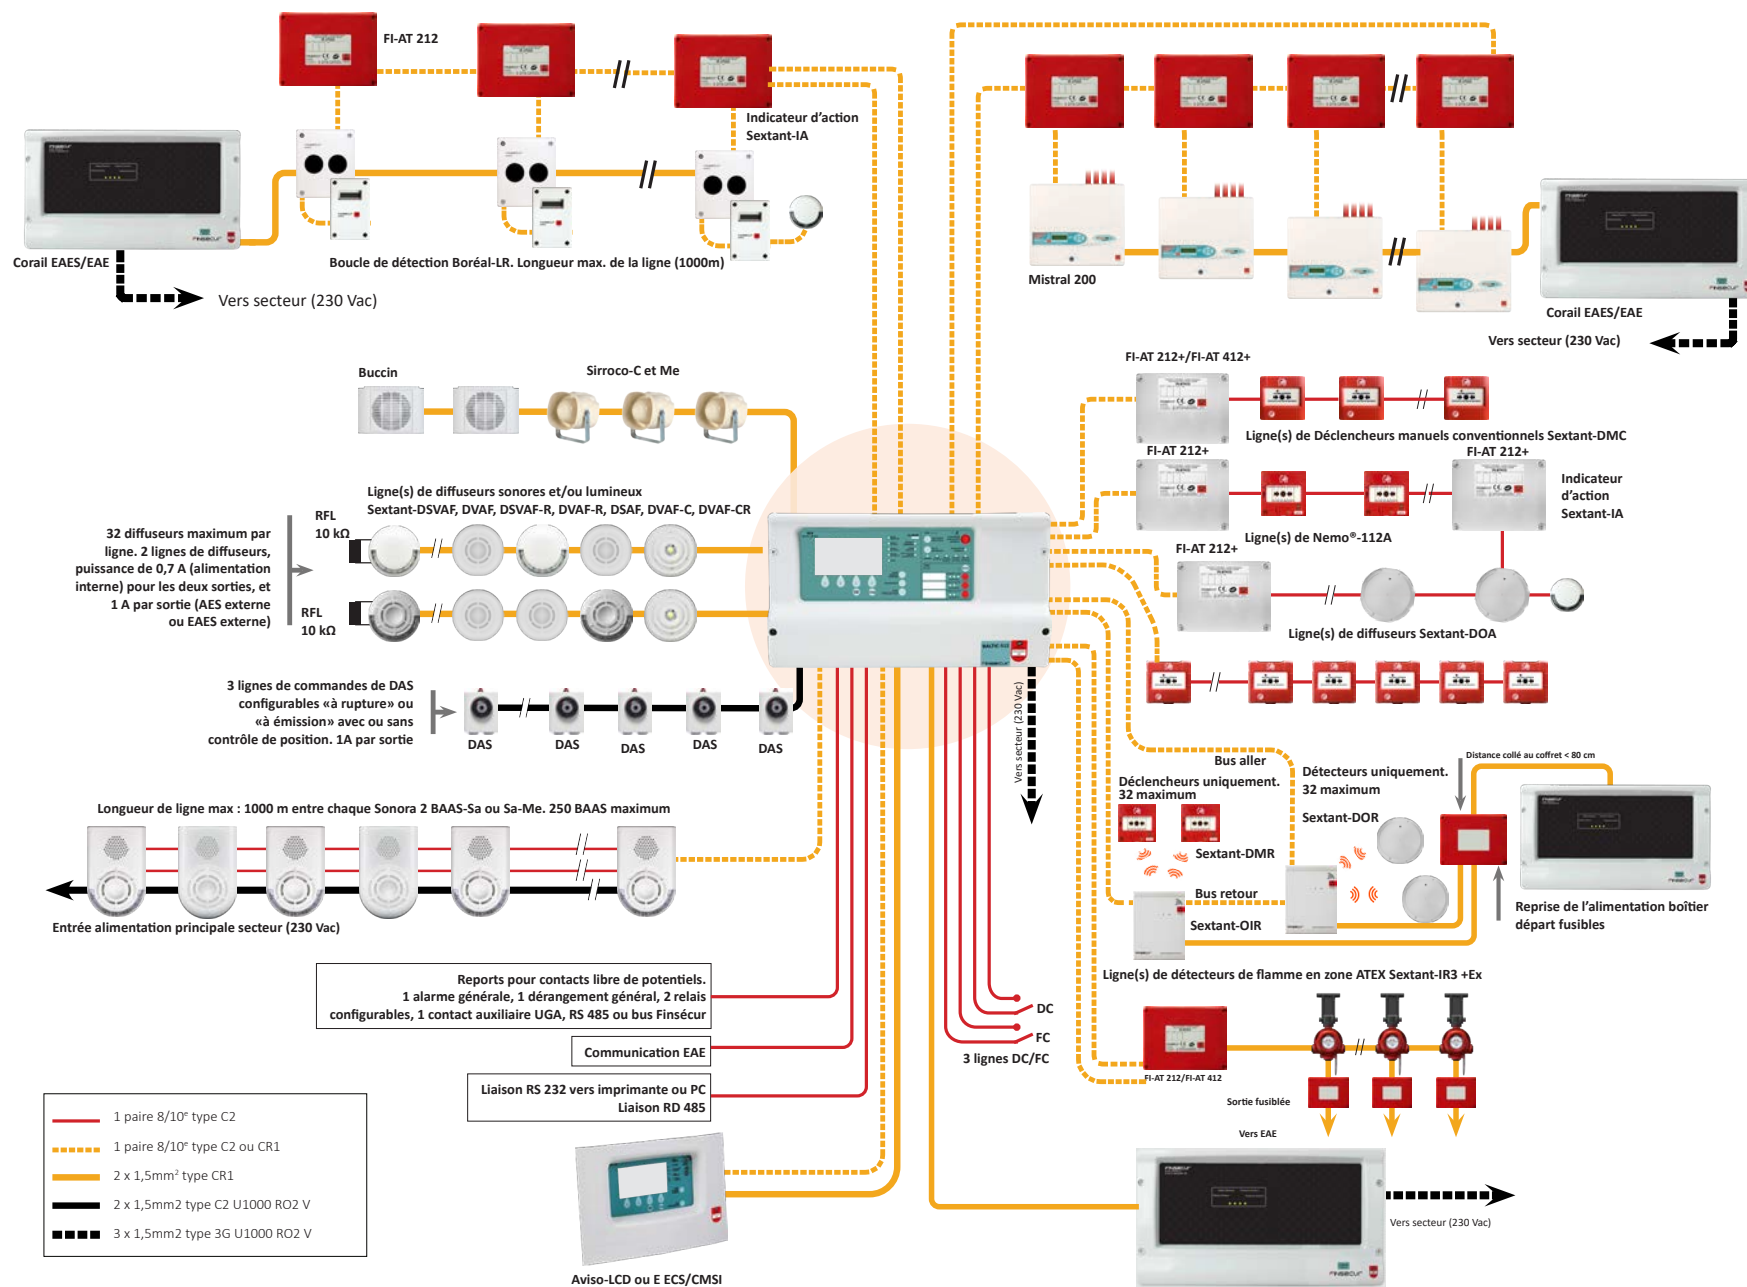 FI-AT 212
Indicateur d'action
Sextant-IA
Corail EAES/EAE
FINSECUR
Boucle de détection Boréal-LR. Longueur max. de la ligne (1000m)
Vers secteur (230 Vac)
Mistral 200
Corail EAES/EAE
FINSECUR
Vers secteur (230 Vac)
Buccin
Sirroco-C et Me
FI-AT 212+/FI-AT 412+
Ligne(s) de Déclencheurs manuels conventionnels Sextant-DMC
FI-AT 212+
FI-AT 212+
Indicateur
d'action
Sextant-IA
Ligne(s) de Nemo®-112A
FI-AT 212+
Ligne(s) de diffuseurs Sextant-DOA
Ligne(s) de diffuseurs sonores et/ou lumineux
Sextant-DSVAF, DVAF, DSVAF-R, DVAF-R, DSAF, DVAF-C, DVAF-CR
32 diffuseurs maximum par
ligne. 2 lignes de diffuseurs,
puissance de 0,7 A (alimentation
interne) pour les deux sorties, et
1 A par sortie (AES externe
ou EAES externe)
RFL
10 kΩ
RFL
10 kΩ
BALTIC 512
FINSECUR
3 lignes de commandes de DAS
configurables «à rupture» ou
«à émission» avec ou sans
contrôle de position. 1A par sortie
DAS
DAS
DAS
DAS
DAS
Vers secteur (230 Vac)
Longueur de ligne max : 1000 m entre chaque Sonora 2 BAAS-Sa ou Sa-Me. 250 BAAS maximum
Entrée alimentation principale secteur (230 Vac)
Bus aller
Déclencheurs uniquement.
32 maximum
Sextant-DMR
Bus retour
Sextant-OIR
Distance collé au coffret < 80 cm
Détecteurs uniquement.
32 maximum
Sextant-DOR
FINSECUR
Reprise de l'alimentation boîtier
départ fusibles
Ligne(s) de détecteurs de flamme en zone ATEX Sextant-IR3 +Ex
FI-AT 212/FI-AT 412
Sortie fusiblée
Vers EAE
Reports pour contacts libre de potentiels.
1 alarme générale, 1 dérangement général, 2 relais
configurables, 1 contact auxiliaire UGA, RS 485 ou bus Finsécur
Communication EAE
Liaison RS 232 vers imprimante ou PC
Liaison RD 485
DC
FC
3 lignes DC/FC
FINSECUR
Vers secteur (230 Vac)
1 paire 8/10e type C2
1 paire 8/10e type C2 ou CR1
2 x 1,5mm² type CR1
2 x 1,5mm2 type C2 U1000 RO2 V
3 x 1,5mm2 type 3G U1000 RO2 V
Aviso-LCD ou E ECS/CMSI